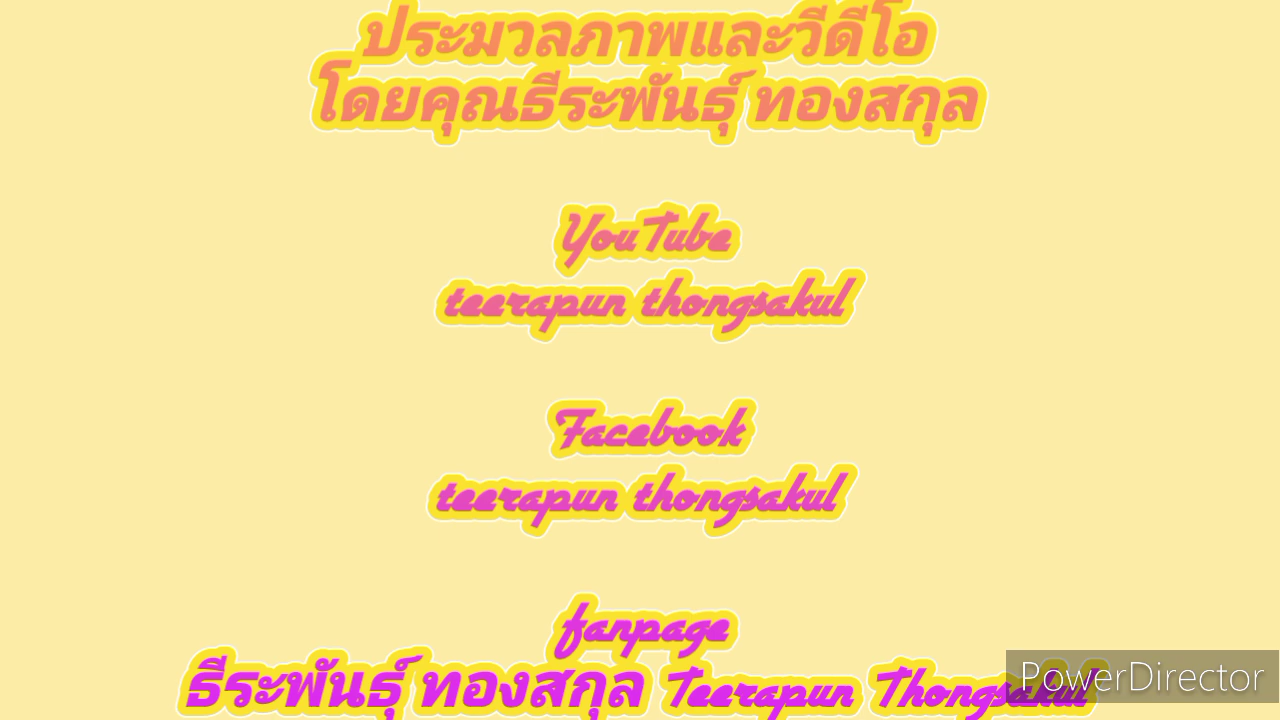 ประมวลภาพและวีดีโอ
โดยคุณธีระพันธุ์ ทองสกุล
YouTube
teerapun thongsakul
Facebook
teerapun thongsakul
fanpage
ธีระพันธุ์ ทองสกุล Teerapun Thongsakul
PowerDirector